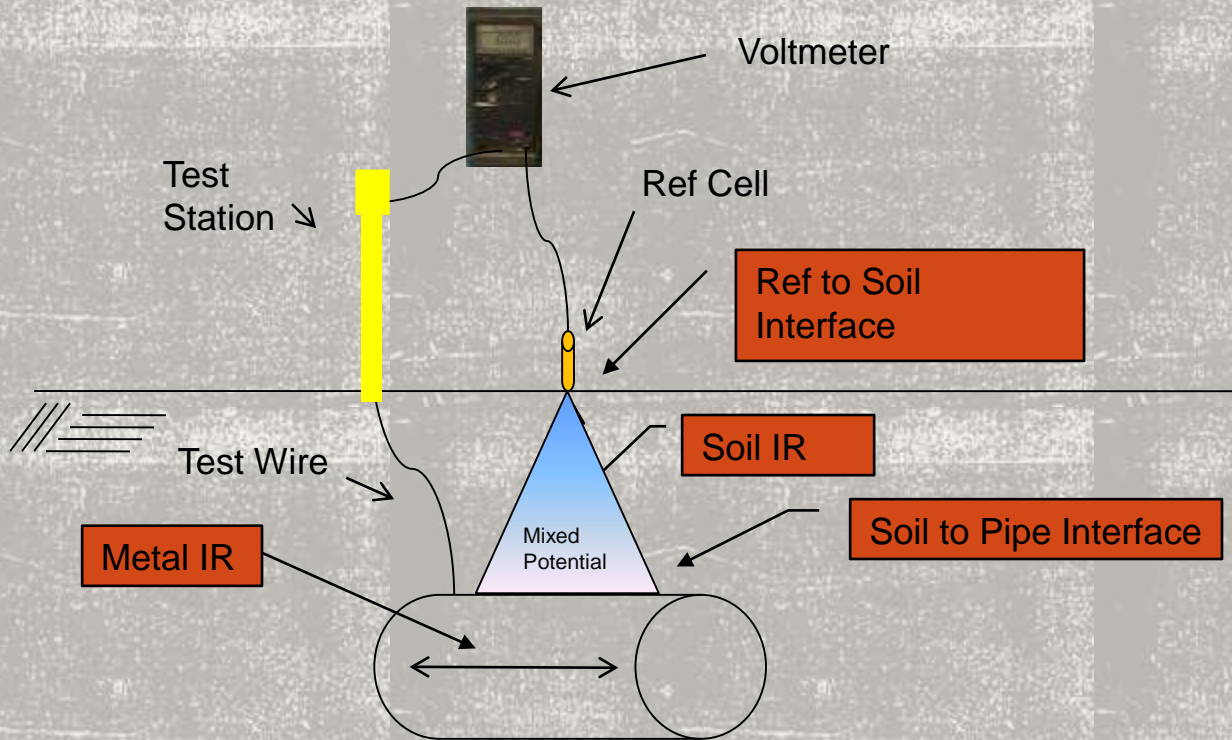 Voltmeter
Test
Station
Ref Cell
Ref to Soil
Interface
Soil IR
Test Wire
Soil to Pipe Interface
Mixed
Potential
Metal IR